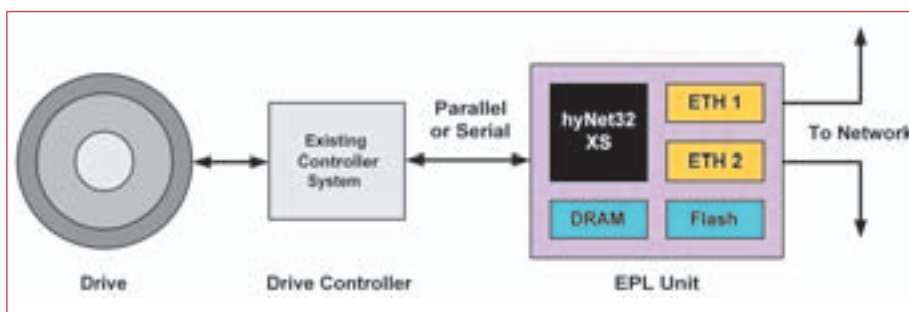 Existing
Controller
System
Parallel
or Serial
hyNet32
XS
ETH 1
ETH 2
DRAM
Flash
To Network
Drive
Drive Controller
EPL Unit